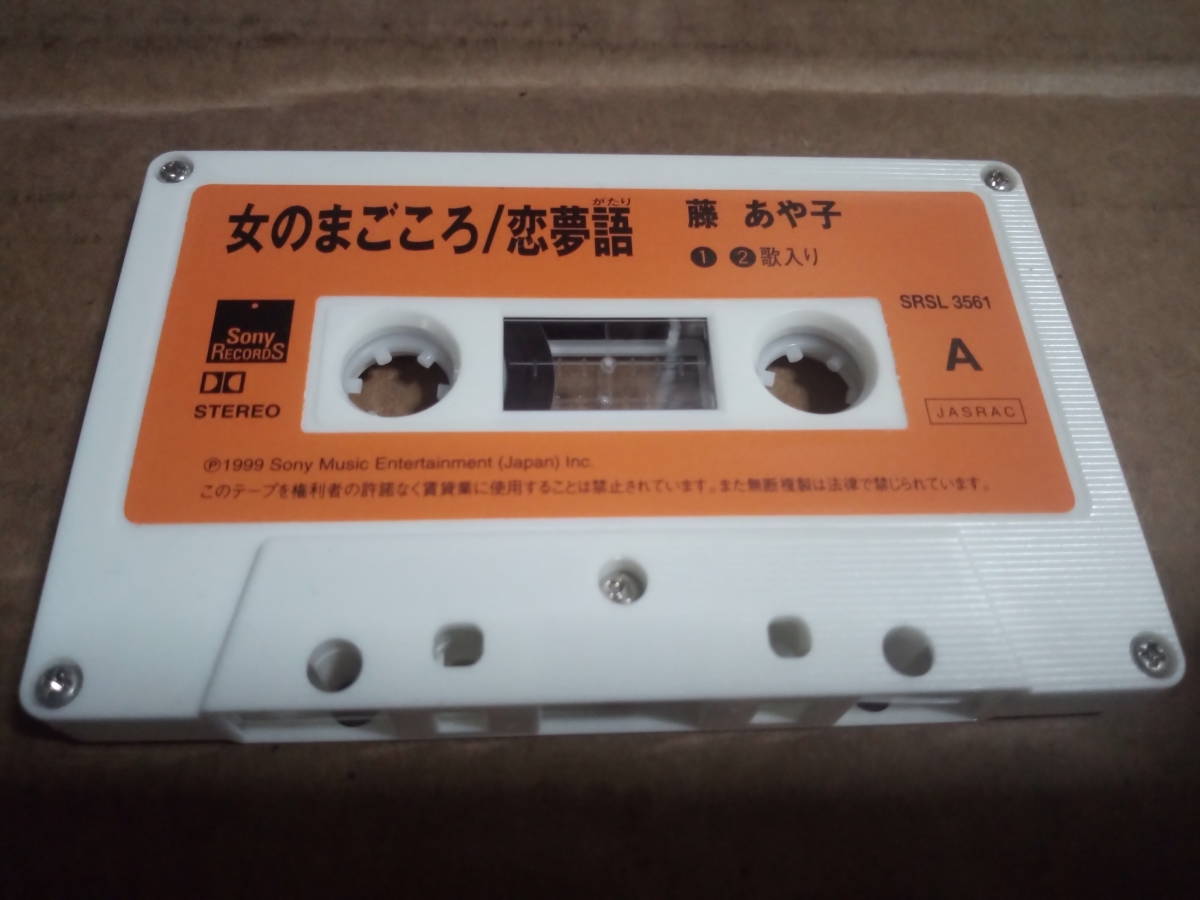 女のまごころ/恋夢語
がたり
藤 あや子
❶ ❷歌入り
SRSL 3561
Sony
RECORDS
A
STEREO
JASRAC
Ⓟ1999 Sony Music Entertainment (Japan) Inc.
このテープを権利者の許諾なく賃貸業に使用することは禁止されています。また無断複製は法律で禁じられています。